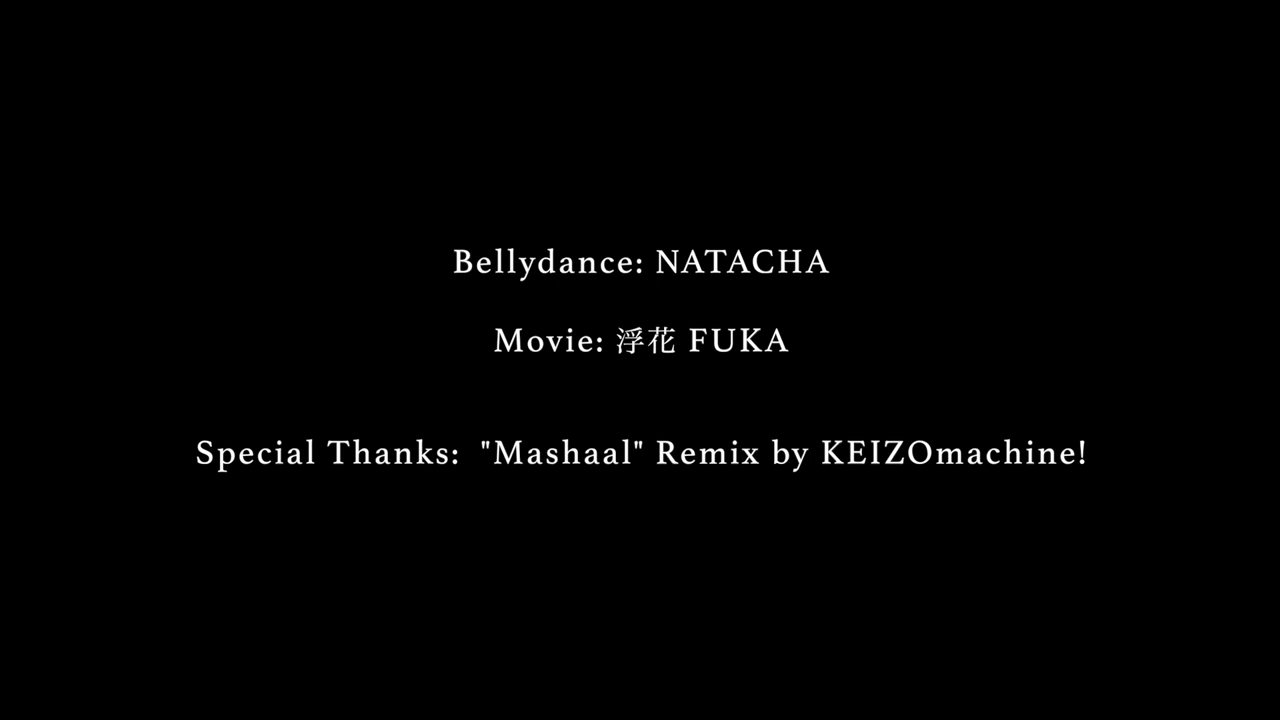 Bellydance: NATACHA
Movie: 浮花 FUKA
Special Thanks: "Mashaal" Remix by KEIZOmachine!